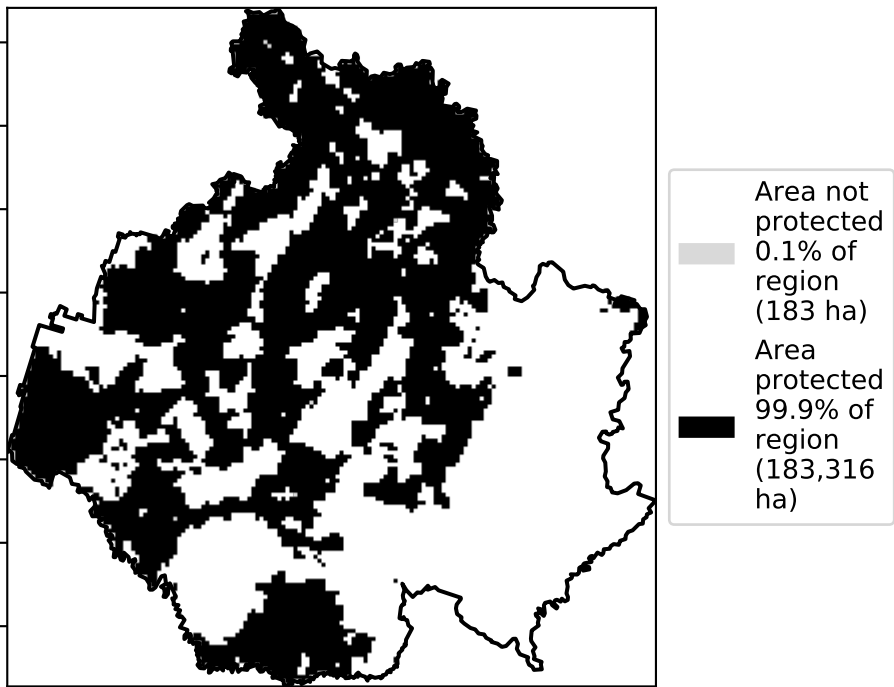 Area not
protected
0.1% of
region
(183 ha)
Area
protected
99.9% of
region
(183,316
ha)